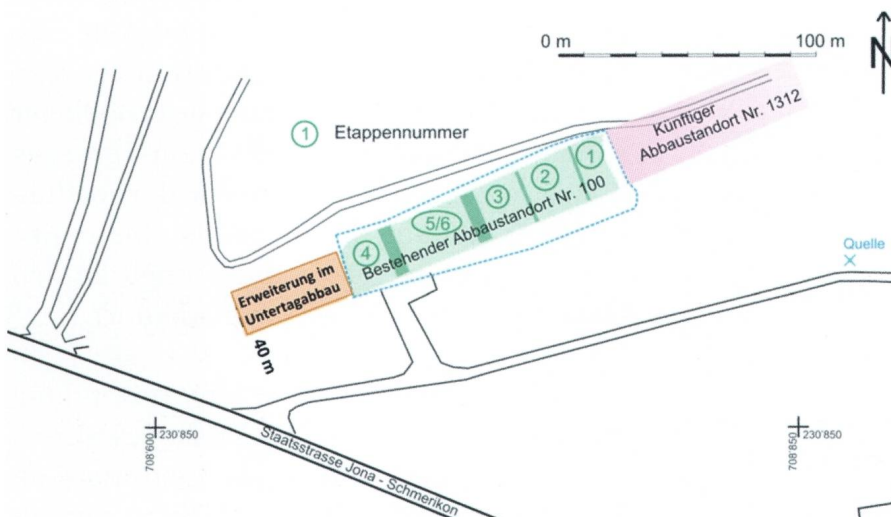 0 m 100 m
N
1 Etappennummer
Künftiger
Abbaustandort Nr. 1312
1
2
3
5/6
4
Bestehender Abbaustandort Nr. 100
Quelle
Erweiterung im
Untertagabbau
40 m
230'850
708'600
230'850
708'850
Staatsstrasse Jona - Schmerikon